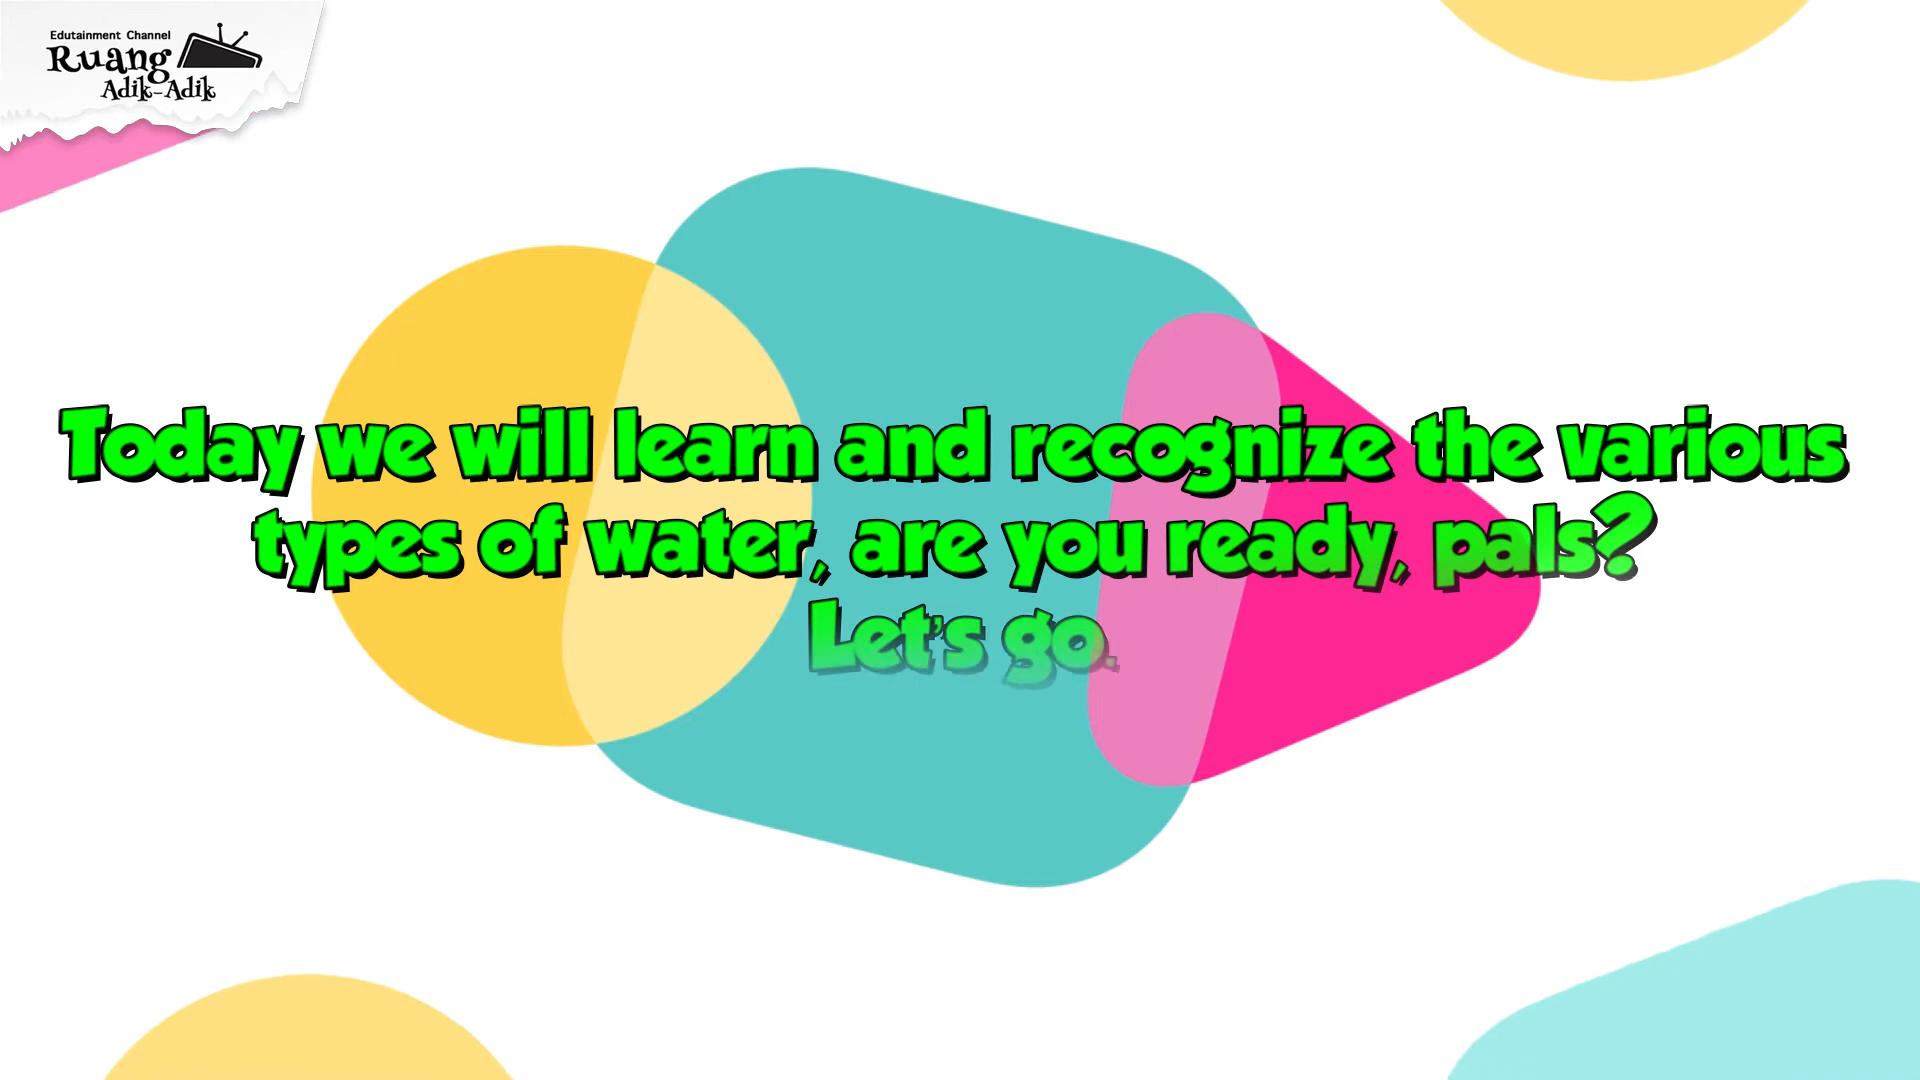 Edutainment Channel
Ruang
Adik-Adik
Today we will learn and recognize the various
types of water, are you ready, pals?
Let's go.